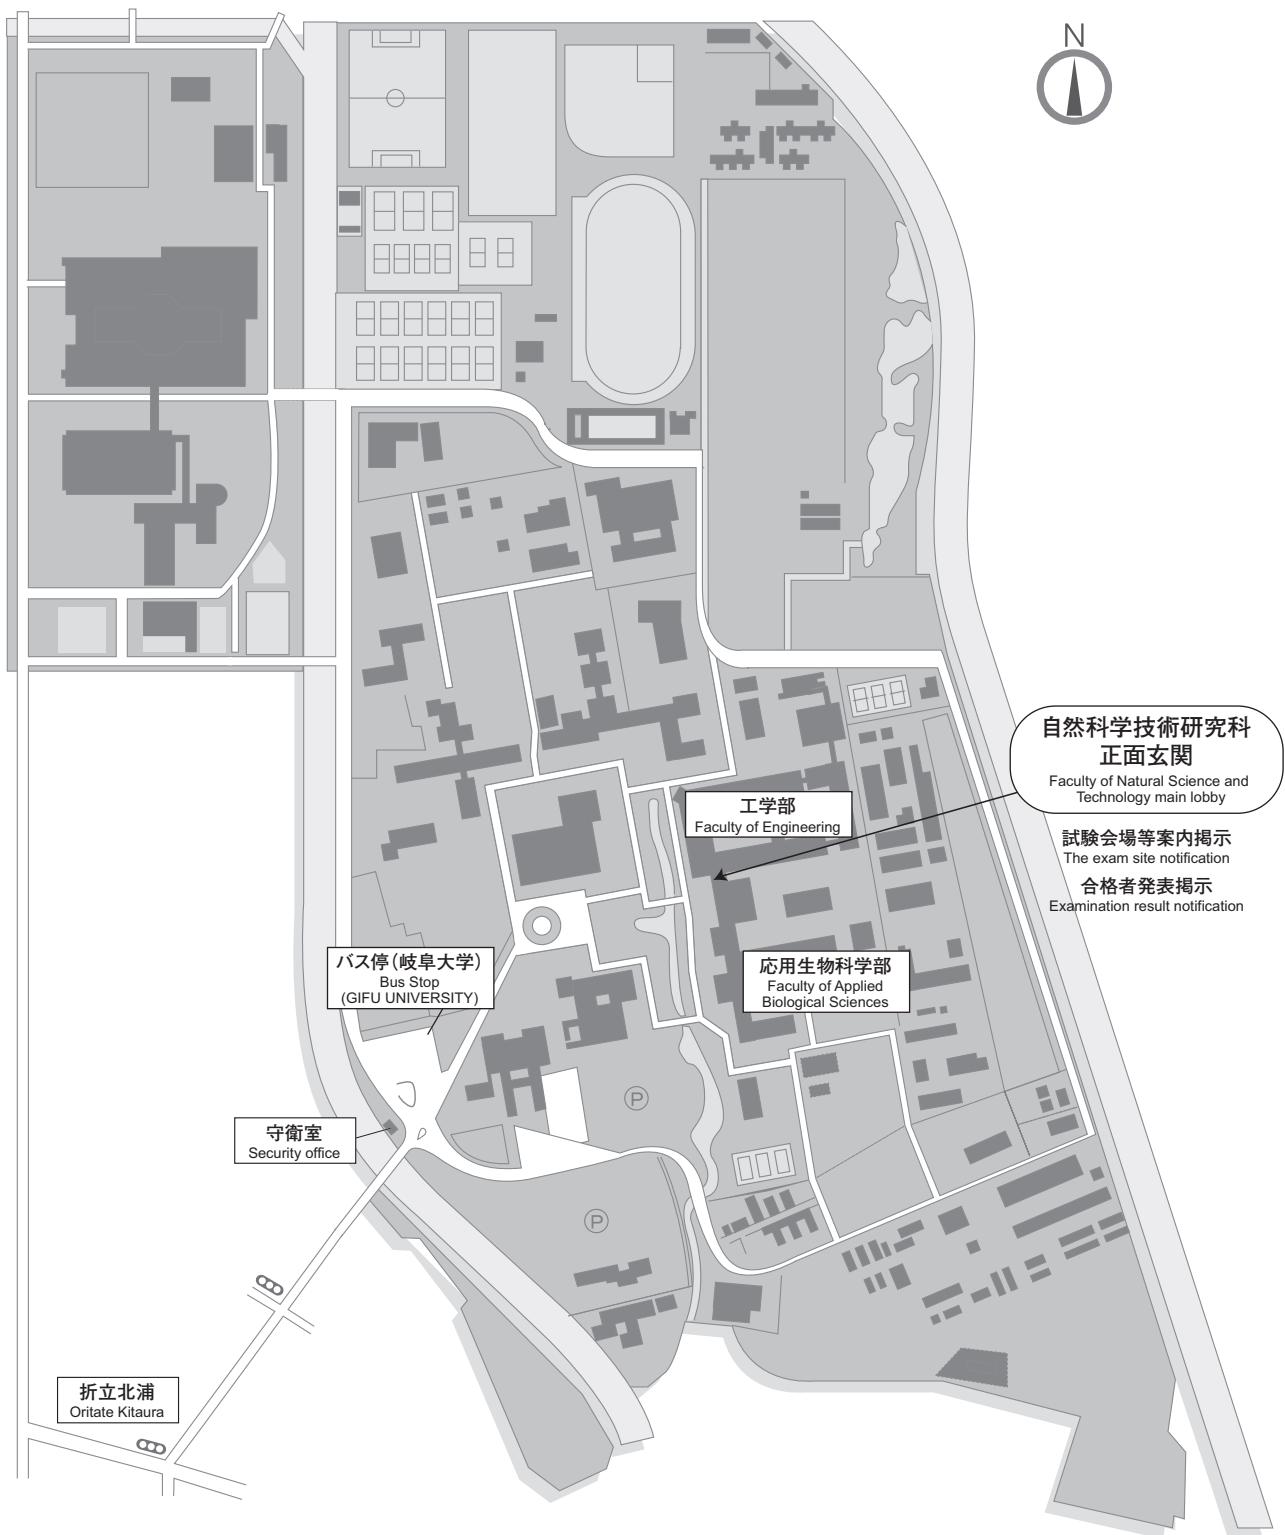 N
自然科学技術研究科
正面玄関
Faculty of Natural Science and
Technology main lobby
試験会場等案内掲示
The exam site notification
合格者発表掲示
Examination result notification
工学部
Faculty of Engineering
応用生物科学部
Faculty of Applied
Biological Sciences
バス停(岐阜大学)
Bus Stop
(GIFU UNIVERSITY)
P
守衛室
Security office
P
折立北浦
Oritate Kitaura